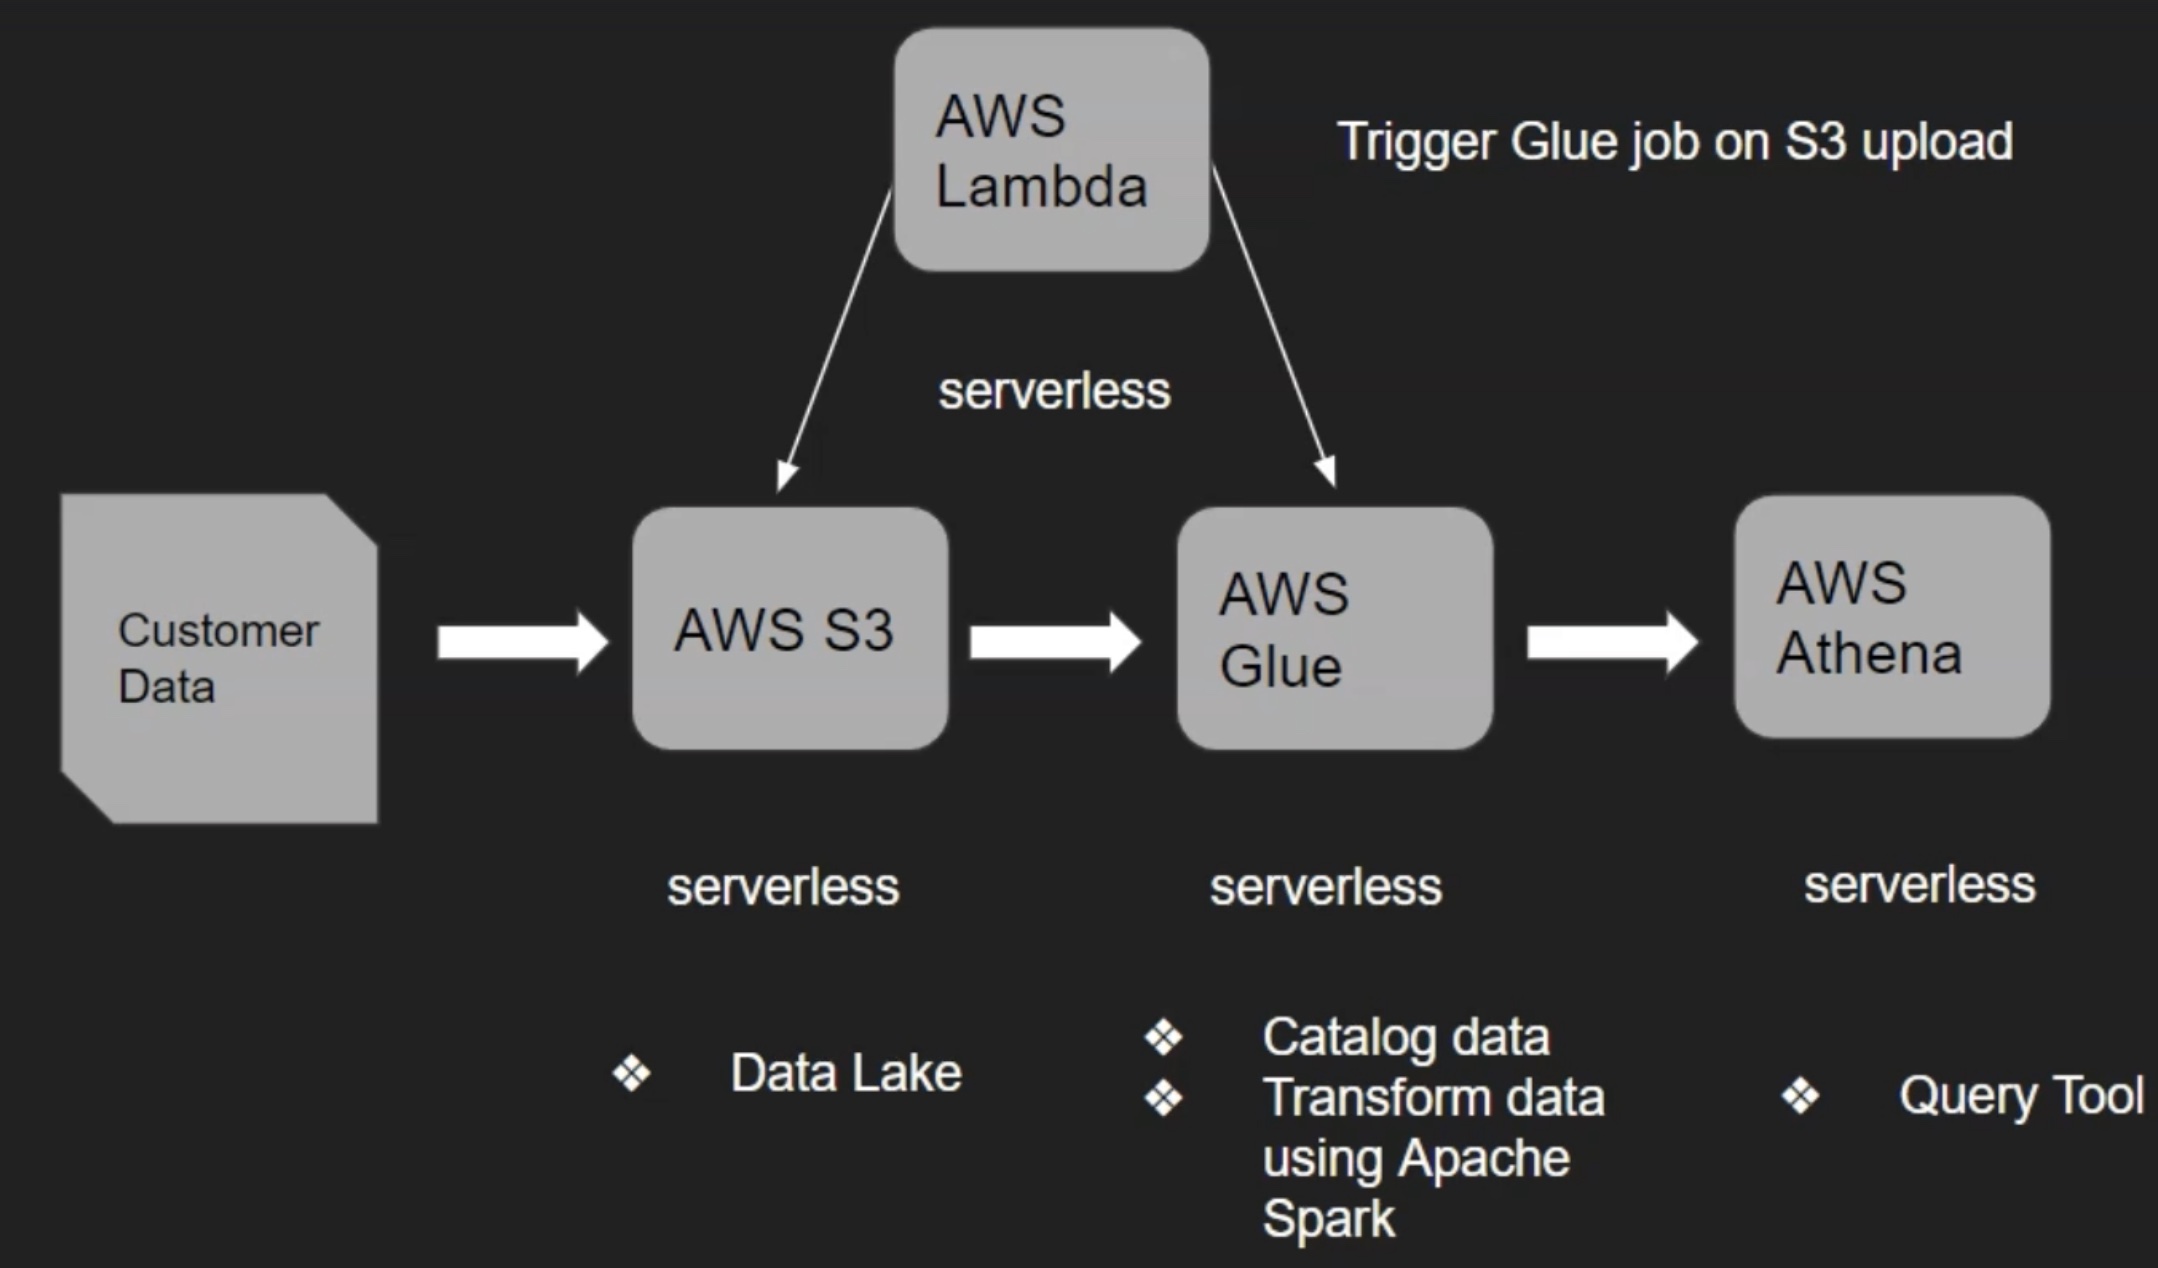 AWS
Lambda
Trigger Glue job on S3 upload
serverless
Customer
Data
AWS S3
AWS
Glue
AWS
Athena
serverless
serverless
serverless
❖ Data Lake
❖ Catalog data
❖ Transform data
using Apache
Spark
❖ Query Tool